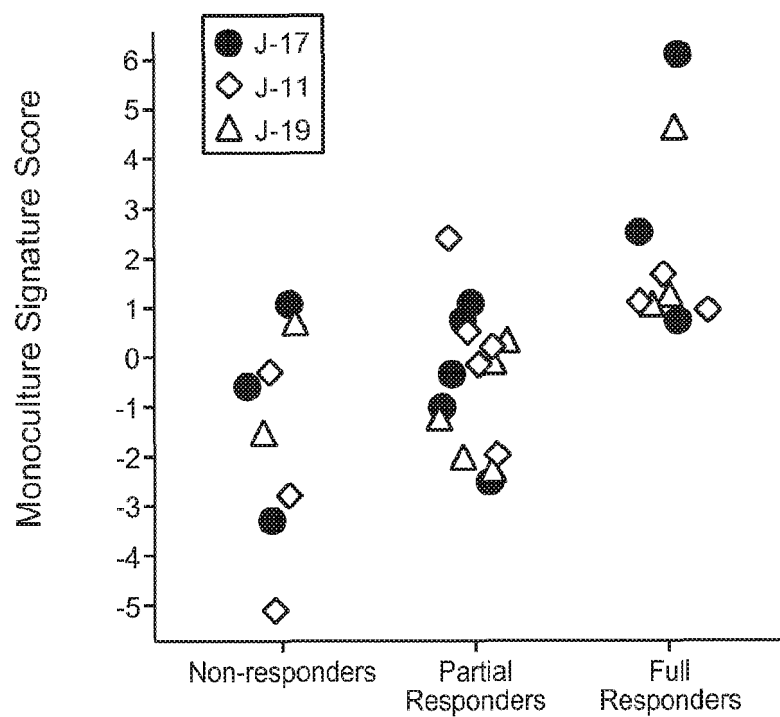 J-17
J-11
J-19
Monoculture Signature Score
6
5
4
3
2
1
0
-1
-2
-3
-4
-5
Non-responders
Partial
Responders
Full
Responders